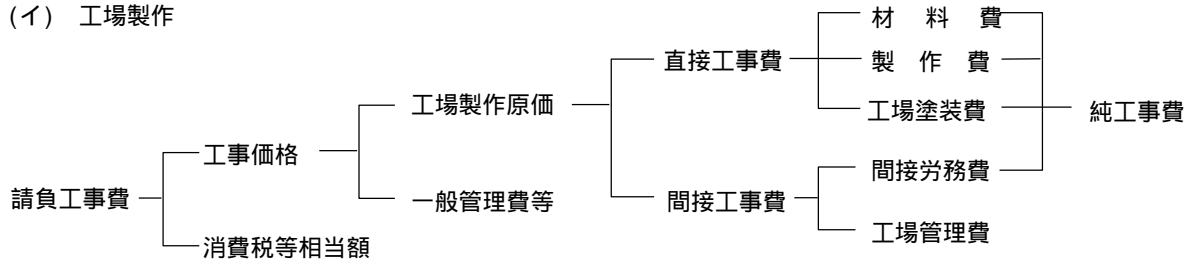 (イ) 工場製作
材 料 費
直接工事費
製 作 費
工場製作原価
工場塗装費
純工事費
工事価格
間接労務費
請負工事費
一般管理費等
間接工事費
工場管理費
消費税等相当額